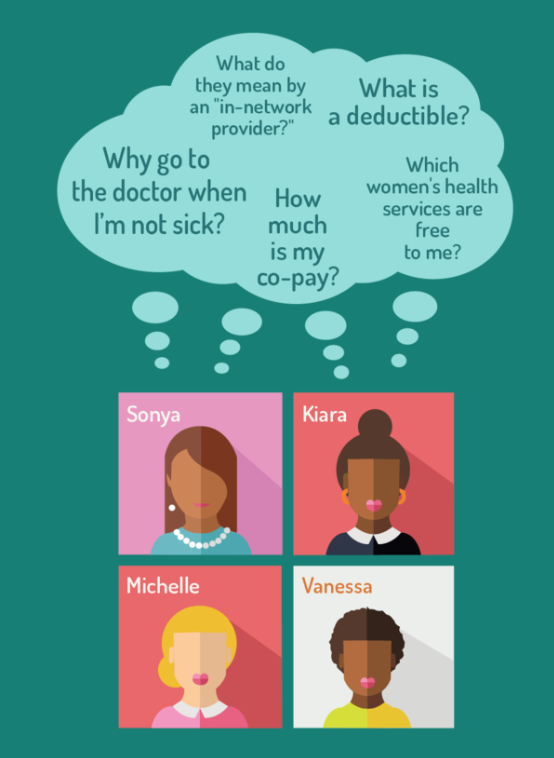 What do
they mean by
an "in-network
provider?"
What is
a deductible?
Why go to
the doctor when
I'm not sick?
How
much
is my
co-pay?
Which
women's health
services are
free
to me?
Sonya
Kiara
Michelle
Vanessa